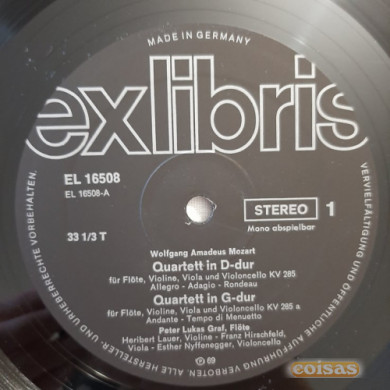 MADE IN GERMANY
exlibris
EL 16508
EL 16508-A
STEREO 1
Mono abspielbar
33 1/3 T
Wolfgang Amadeus Mozart
Quartett in D-dur
für Flöte, Violine, Viola und Violoncello KV 285
Allegro - Adagio - Rondeau
Quartett in G-dur
für Flöte, Violine, Viola und Violoncello KV 285 a
Andante - Tempo di Menuetto
Peter Lukas Graf, Flöte
Heribert Lauer, Violine - Franz Hirschfeld,
Viola - Esther Nyffenegger, Violoncello
℗ 69
ALLE HERSTELLER- UND URHEBERRECHTE VORBEHALTEN.
VERVIELFÄLTIGUNG UND ÖFFENTLICHE AUFFÜHRUNG VERBOTEN.
coisas